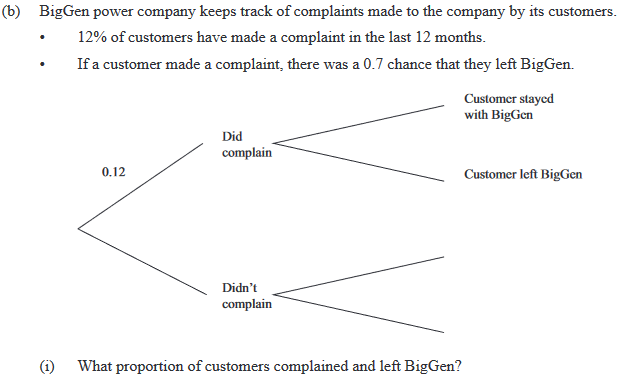 (b) BigGen power company keeps track of complaints made to the company by its customers.
• 12% of customers have made a complaint in the last 12 months.
• If a customer made a complaint, there was a 0.7 chance that they left BigGen.
Customer stayed
with BigGen
Did
complain
0.12
Customer left BigGen
Didn't
complain
(i) What proportion of customers complained and left BigGen?